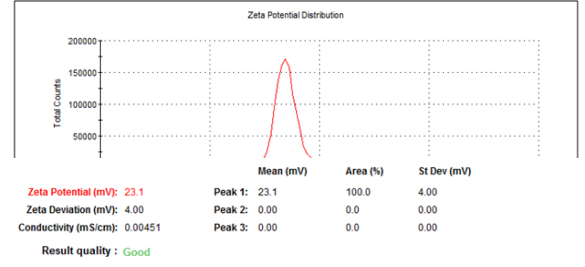 Zeta Potential Distribution
200000
150000
100000
50000
Total Counts
Mean (mV) Area (%) St Dev (mV)
Zeta Potential (mV): 23.1 Peak 1: 23.1 100.0 4.00
Zeta Deviation (mV): 4.00 Peak 2: 0.00 0.0 0.00
Conductivity (mS/cm): 0.00451 Peak 3: 0.00 0.0 0.00
Result quality : Good